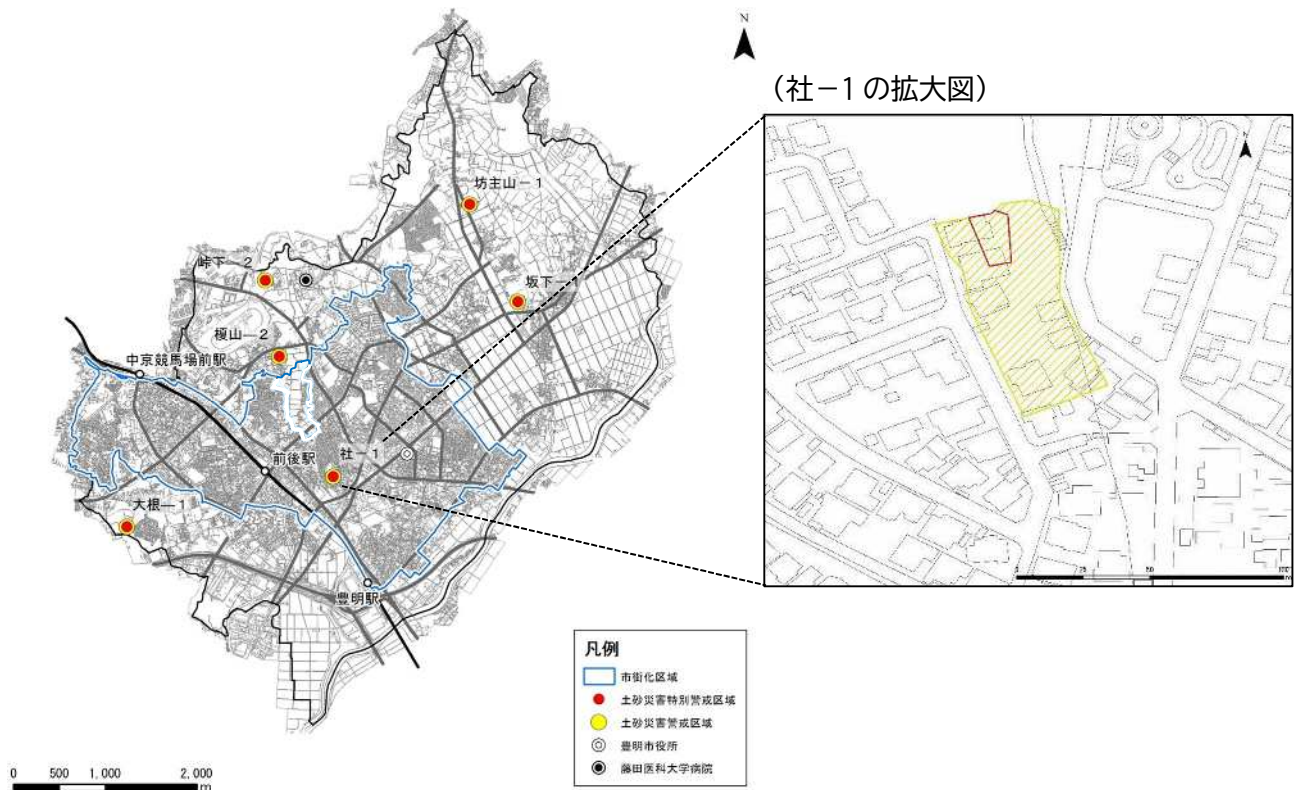 N
(社-1の拡大図)
坊主山-1
峠下-2
坂下-1
榎山-2
中京競馬場前駅
前後駅
社-1
大根-1
豊明駅
凡例
市街化区域
土砂災害特別警戒区域
土砂災害警戒区域
豊明市役所
藤田医科大学病院
0 500 1,000 2,000
m
N
0 25 50 100
m